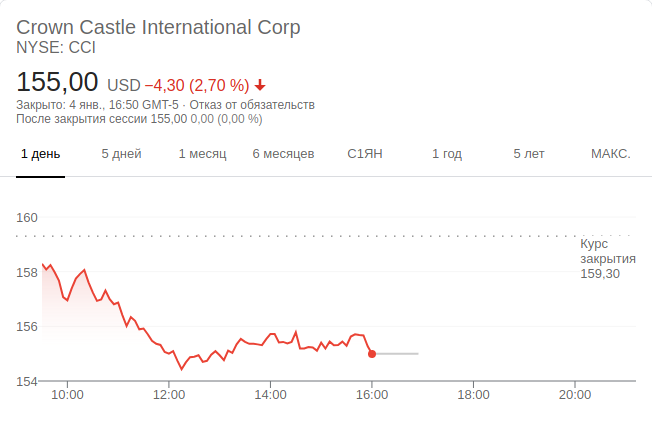 Crown Castle International Corp
NYSE: CCI
155,00 USD −4,30 (2,70 %)
Закрыто: 4 янв., 16:50 GMT-5 · Отказ от обязательств
После закрытия сессии 155,00 0,00 (0,00 %)
1 день 5 дней 1 месяц 6 месяцев С1ЯН 1 год 5 лет МАКС.
160
Курс
закрытия
159,30
158
156
154
10:00 12:00 14:00 16:00 18:00 20:00